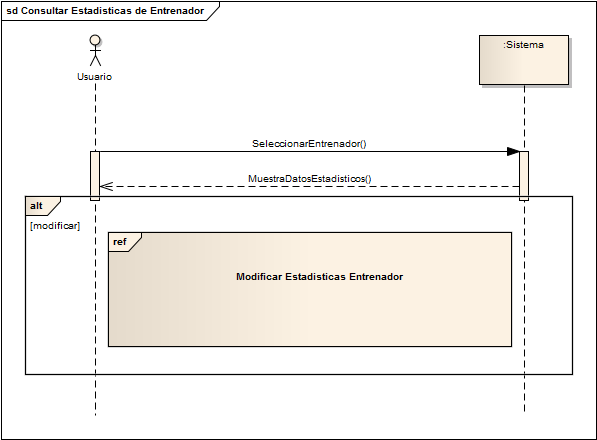 sd Consultar Estadisticas de Entrenador
Usuario
:Sistema
SeleccionarEntrenador()
MuestraDatosEstadisticos()
alt
[modificar]
ref
Modificar Estadisticas Entrenador